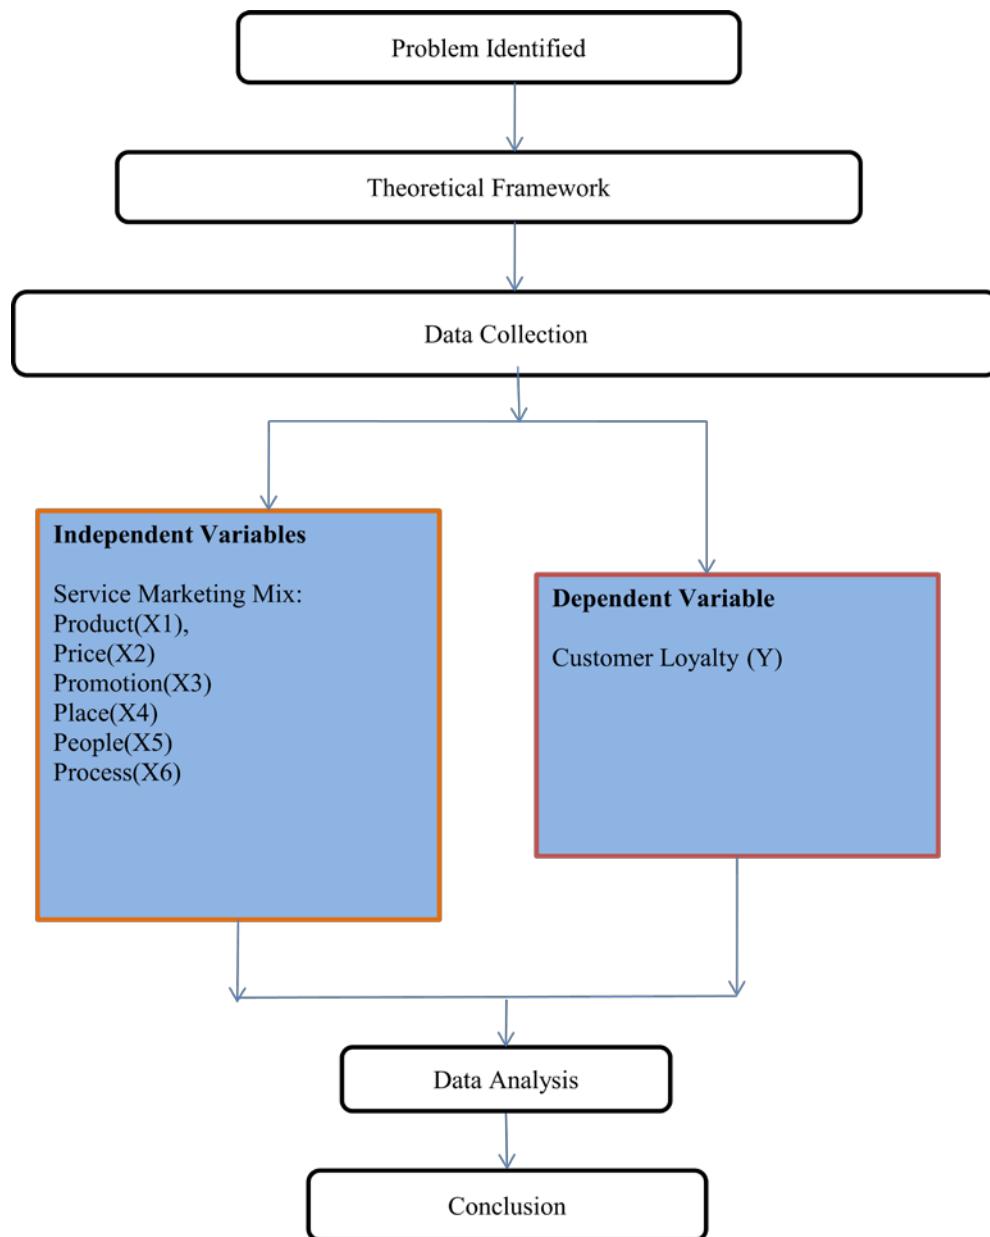 Problem Identified
Theoretical Framework
Data Collection
Independent Variables
Service Marketing Mix:
Product(X1),
Price(X2)
Promotion(X3)
Place(X4)
People(X5)
Process(X6)
Dependent Variable
Customer Loyalty (Y)
Data Analysis
Conclusion